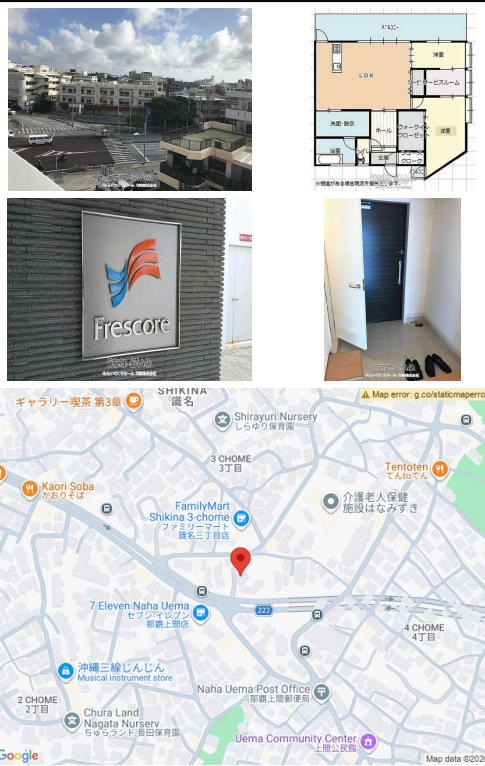 バルコニー
洋室
LDK
サービスルーム
洗面・脱衣
ホール
ウォークイン
クローゼット
洋室
浴室
玄関
クローク
Frescore
SHIKINA
識名
⚠ Map error: g.co/staticmaperro
ギャラリー喫茶 第3章
Shirayuri Nursery
しらゆり保育園
3 CHOME
3丁目
Tentoten
てんtoてん
Kaori Soba
かおりそば
介護老人保健
施設はなみずき
FamilyMart
Shikina 3-chome
ファミリーマート
識名三丁目店
7-Eleven Naha Uema
セブン-イレブン
那覇上間店
222
4 CHOME
4丁目
沖縄三線じんじん
Musical instrument store
Naha Uema Post Office
那覇上間郵便局
2 CHOME
2丁目
Chura Land
Nagata Nursery
ちゅらランド長田保育園
Uema Community Center
上間公民館
Google
Map data ©2026